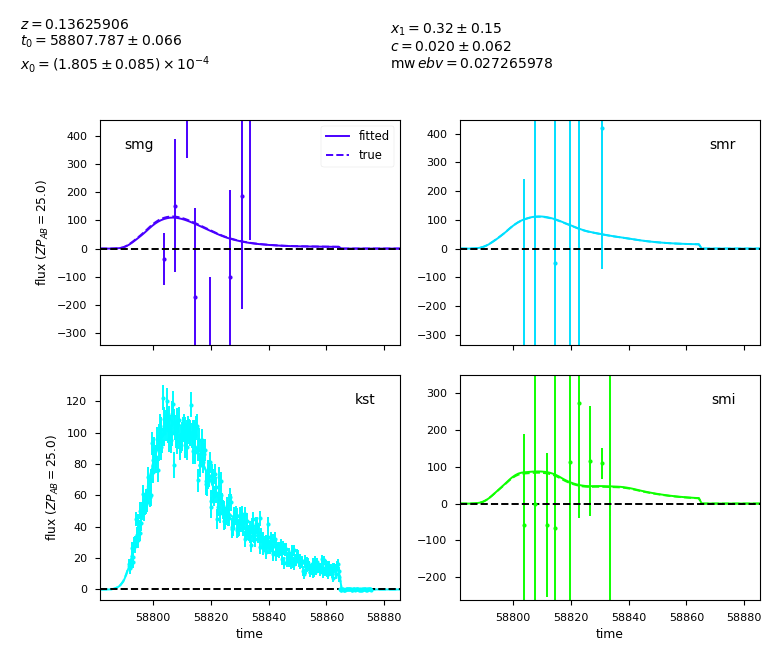 z = 0.13625906
t0 = 58807.787 ± 0.066
x0 = (1.805 ± 0.085) × 10^-4
x1 = 0.32 ± 0.15
c = 0.020 ± 0.062
mw ebv = 0.027265978
smg
fitted
true
400
300
200
100
0
−100
−200
−300
flux (ZP_AB = 25.0)
smr
400
300
200
100
0
−100
−200
−300
kst
120
100
80
60
40
20
0
flux (ZP_AB = 25.0)
58800 58820 58840 58860 58880
time
smi
300
200
100
0
−100
−200
58800 58820 58840 58860 58880
time